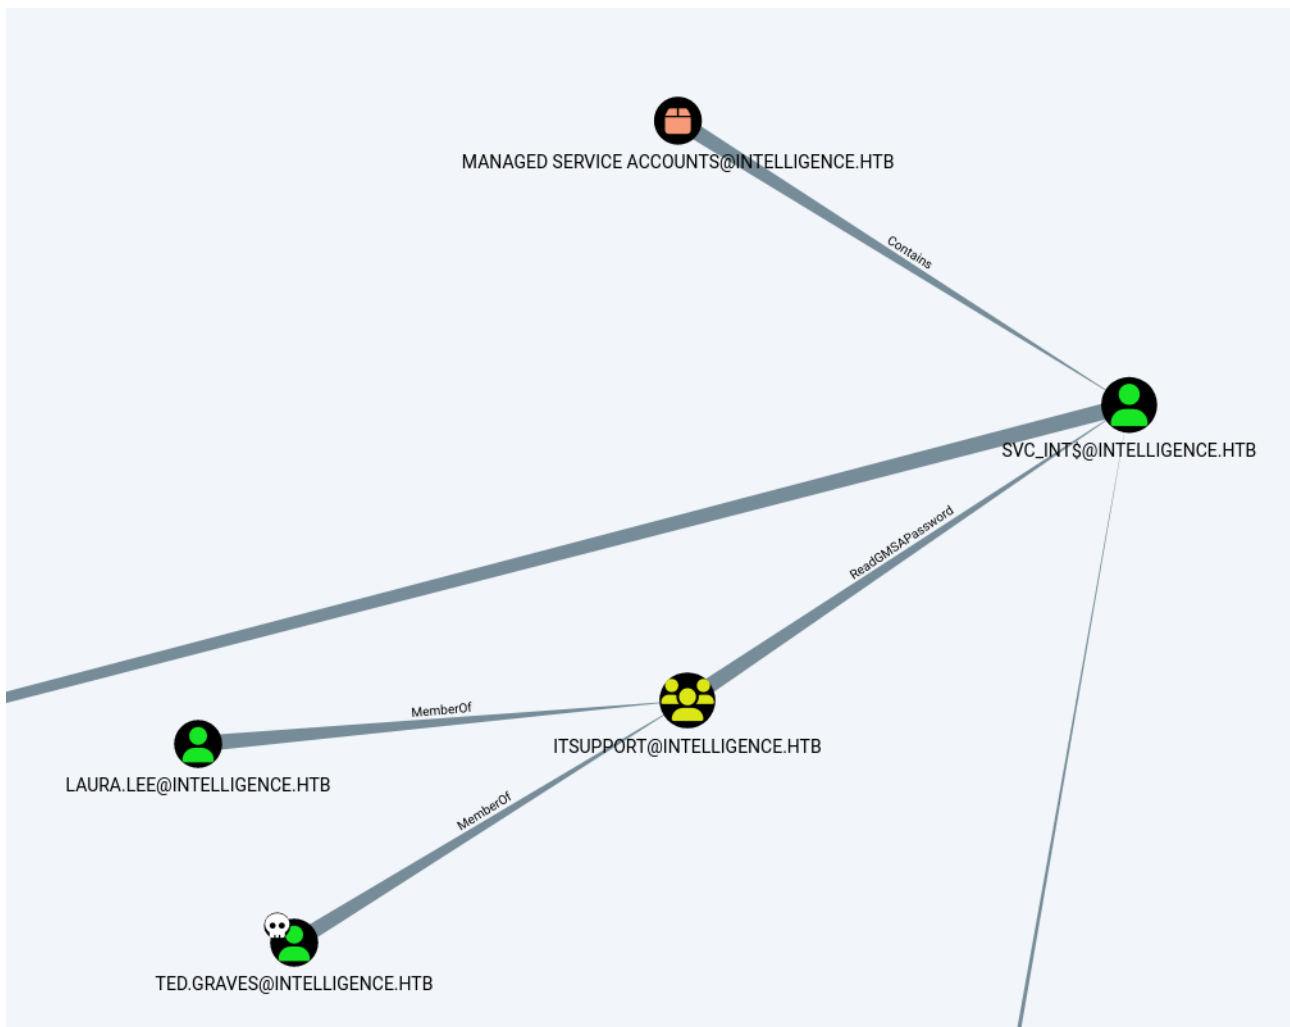 MANAGED SERVICE ACCOUNTS@INTELLIGENCE.HTB
Contains
SVC_INT$@INTELLIGENCE.HTB
ReadGMSAPassword
MemberOf
ITSUPPORT@INTELLIGENCE.HTB
LAURA.LEE@INTELLIGENCE.HTB
MemberOf
TED.GRAVES@INTELLIGENCE.HTB